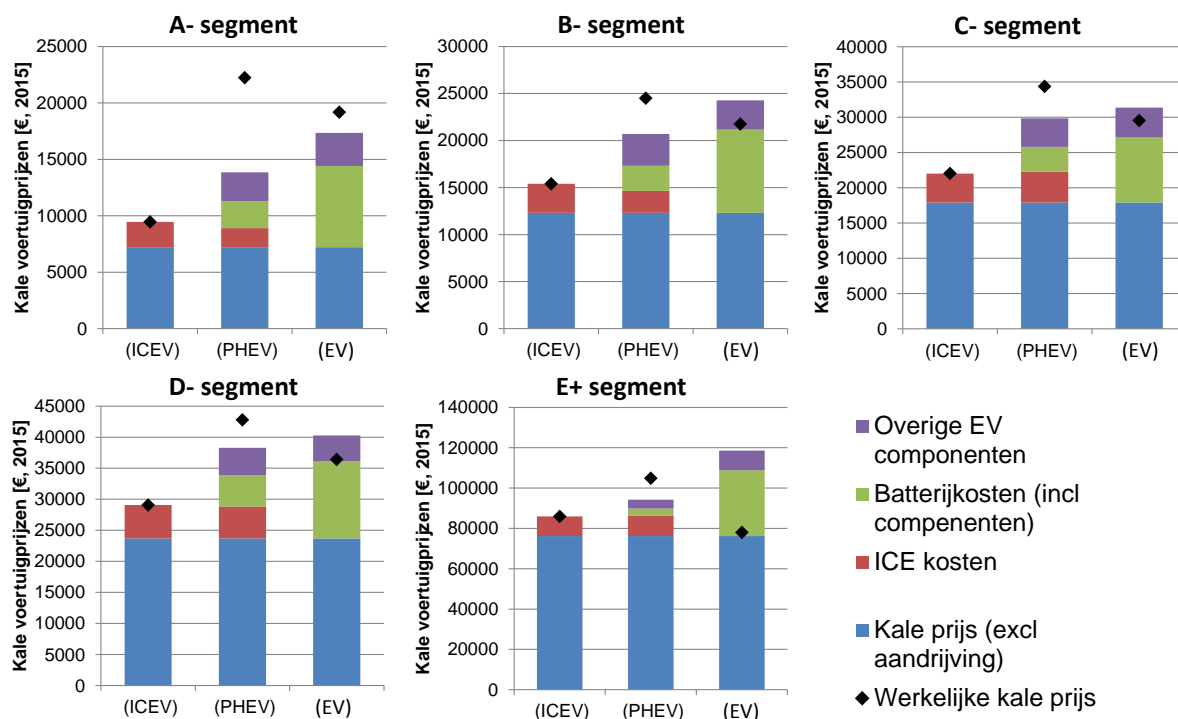 A- segment
Kale voertuigprijzen [€, 2015]
25000
20000
15000
10000
5000
0
(ICEV)
(PHEV)
(EV)
B- segment
Kale voertuigprijzen [€, 2015]
30000
25000
20000
15000
10000
5000
0
(ICEV)
(PHEV)
(EV)
C- segment
Kale voertuigprijzen [€, 2015]
40000
35000
30000
25000
20000
15000
10000
5000
0
(ICEV)
(PHEV)
(EV)
D- segment
Kale voertuigprijzen [€, 2015]
45000
40000
35000
30000
25000
20000
15000
10000
5000
0
(ICEV)
(PHEV)
(EV)
E+ segment
Kale voertuigprijzen [€, 2015]
140000
120000
100000
80000
60000
40000
20000
0
(ICEV)
(PHEV)
(EV)
Overige EV
componenten
Batterijkosten (incl
compenenten)
ICE kosten
Kale prijs (excl
aandrijving)
Werkelijke kale prijs